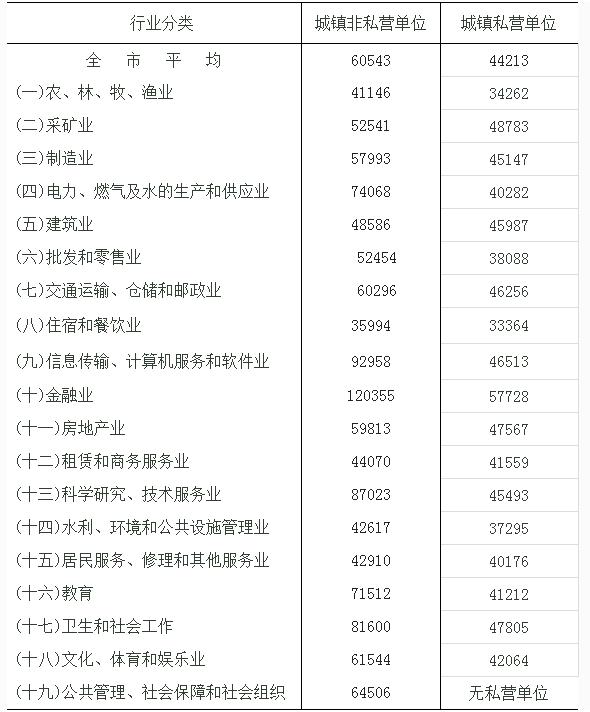 行业分类 城镇非私营单位 城镇私营单位
全 市 平 均 60543 44213
(一)农、林、牧、渔业 41146 34262
(二)采矿业 52541 48783
(三)制造业 57993 45147
(四)电力、燃气及水的生产和供应业 74068 40282
(五)建筑业 48586 45987
(六)批发和零售业 52454 38088
(七)交通运输、仓储和邮政业 60296 46256
(八)住宿和餐饮业 35994 33364
(九)信息传输、计算机服务和软件业 92958 46513
(十)金融业 120355 57728
(十一)房地产业 59813 47567
(十二)租赁和商务服务业 44070 41559
(十三)科学研究、技术服务业 87023 45493
(十四)水利、环境和公共设施管理业 42617 37295
(十五)居民服务、修理和其他服务业 42910 40176
(十六)教育 71512 41212
(十七)卫生和社会工作 81600 47805
(十八)文化、体育和娱乐业 61544 42064
(十九)公共管理、社会保障和社会组织 64506 无私营单位